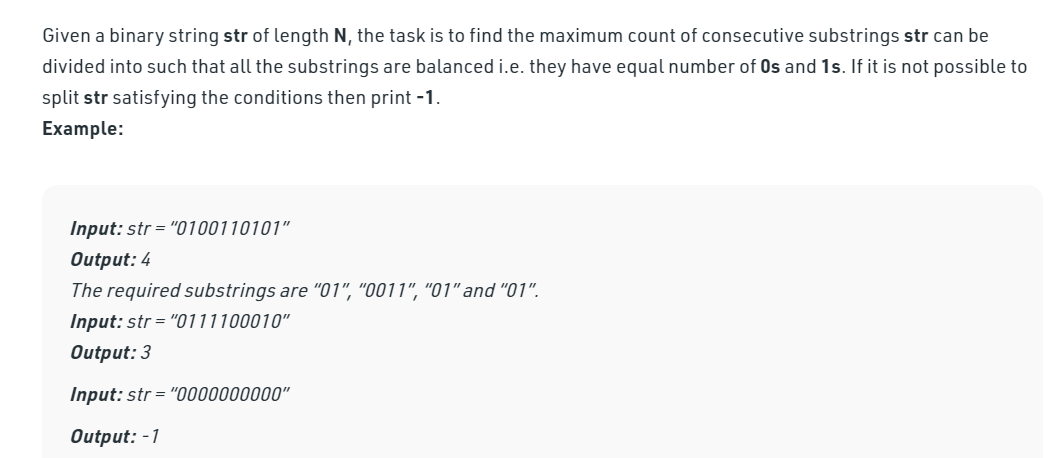 Given a binary string str of length N, the task is to find the maximum count of consecutive substrings str can be
divided into such that all the substrings are balanced i.e. they have equal number of 0s and 1s. If it is not possible to
split str satisfying the conditions then print -1.
Example:
Input: str = “0100110101”
Output: 4
The required substrings are “01”, “0011”, “01” and “01”.
Input: str = “0111100010”
Output: 3
Input: str = “0000000000”
Output: -1